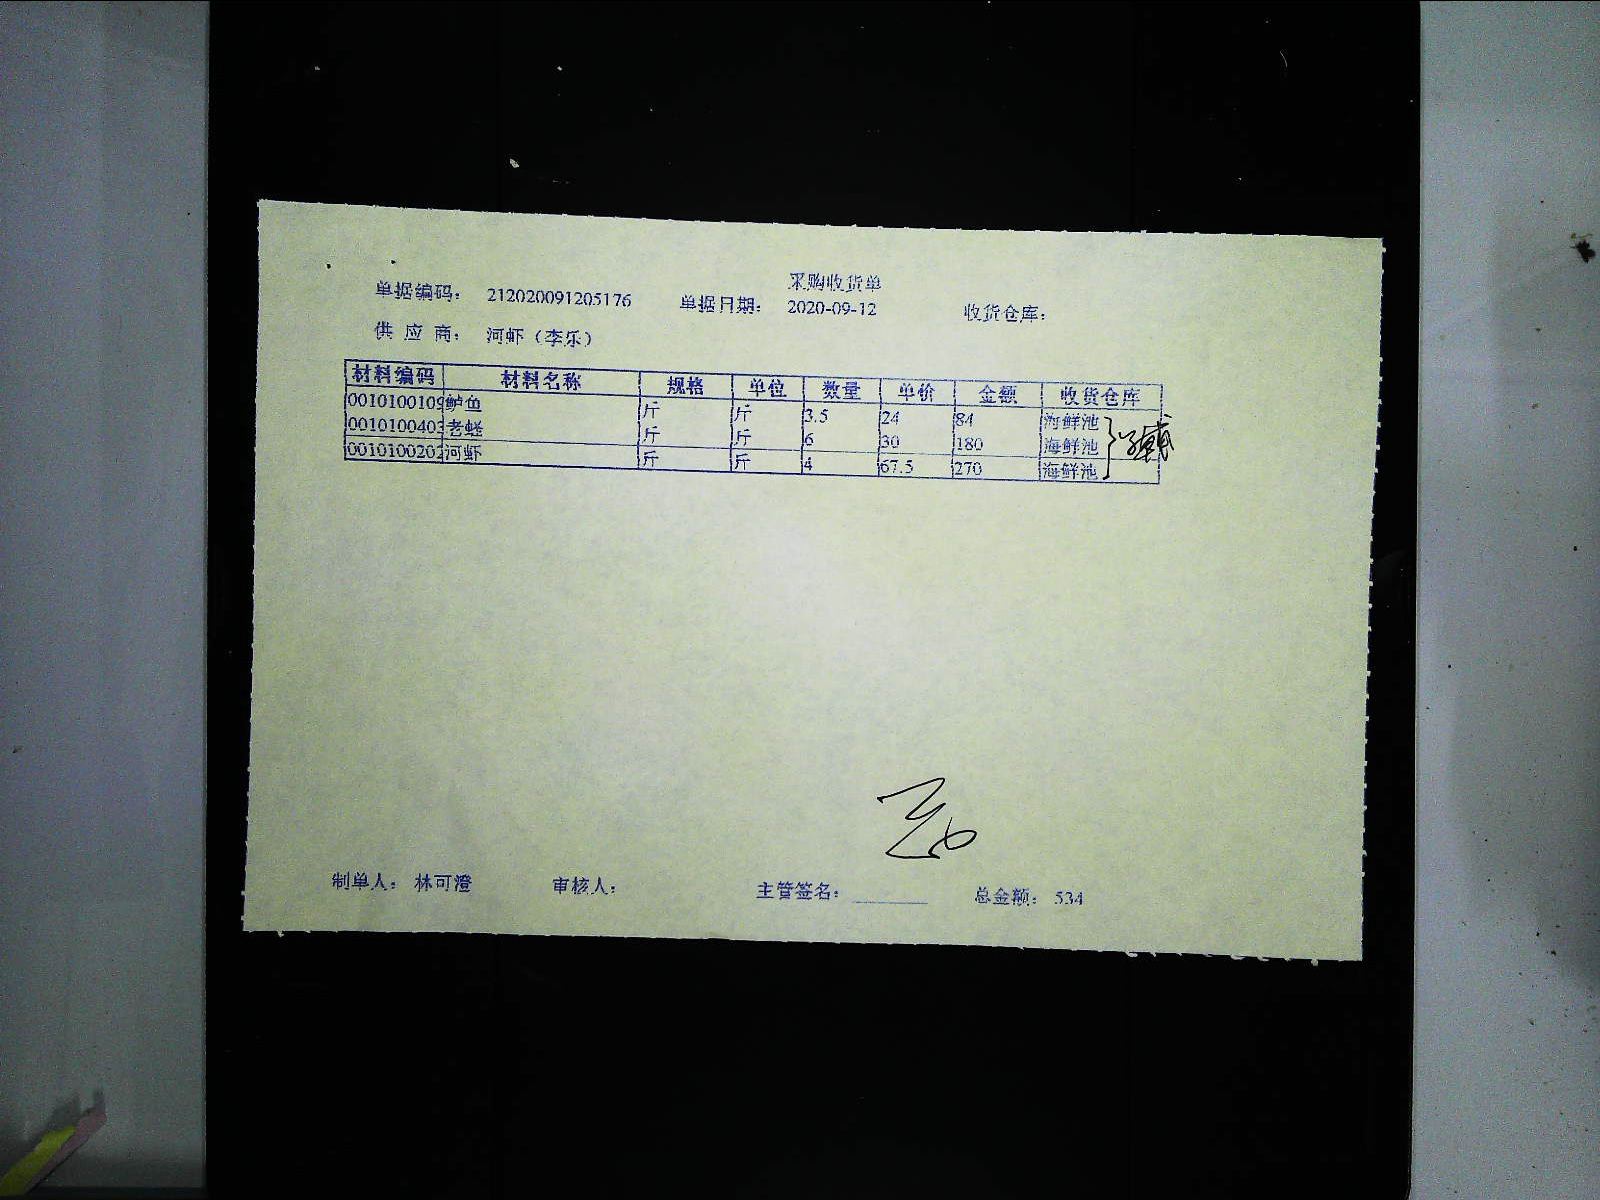 采购收货单
单据编码： 212020091205176 单据日期： 2020-09-12 收货仓库：
供 应 商： 河虾（李乐）
材料编码 材料名称 规格 单位 数量 单价 金额 收货仓库
0010100109 鲈鱼 斤 斤 3.5 24 84 海鲜池
0010100403 老蛏 斤 斤 6 30 180 海鲜池
0010100202 河虾 斤 斤 4 67.5 270 海鲜池
制单人： 林可澄 审核人： 主管签名： 总金额： 534